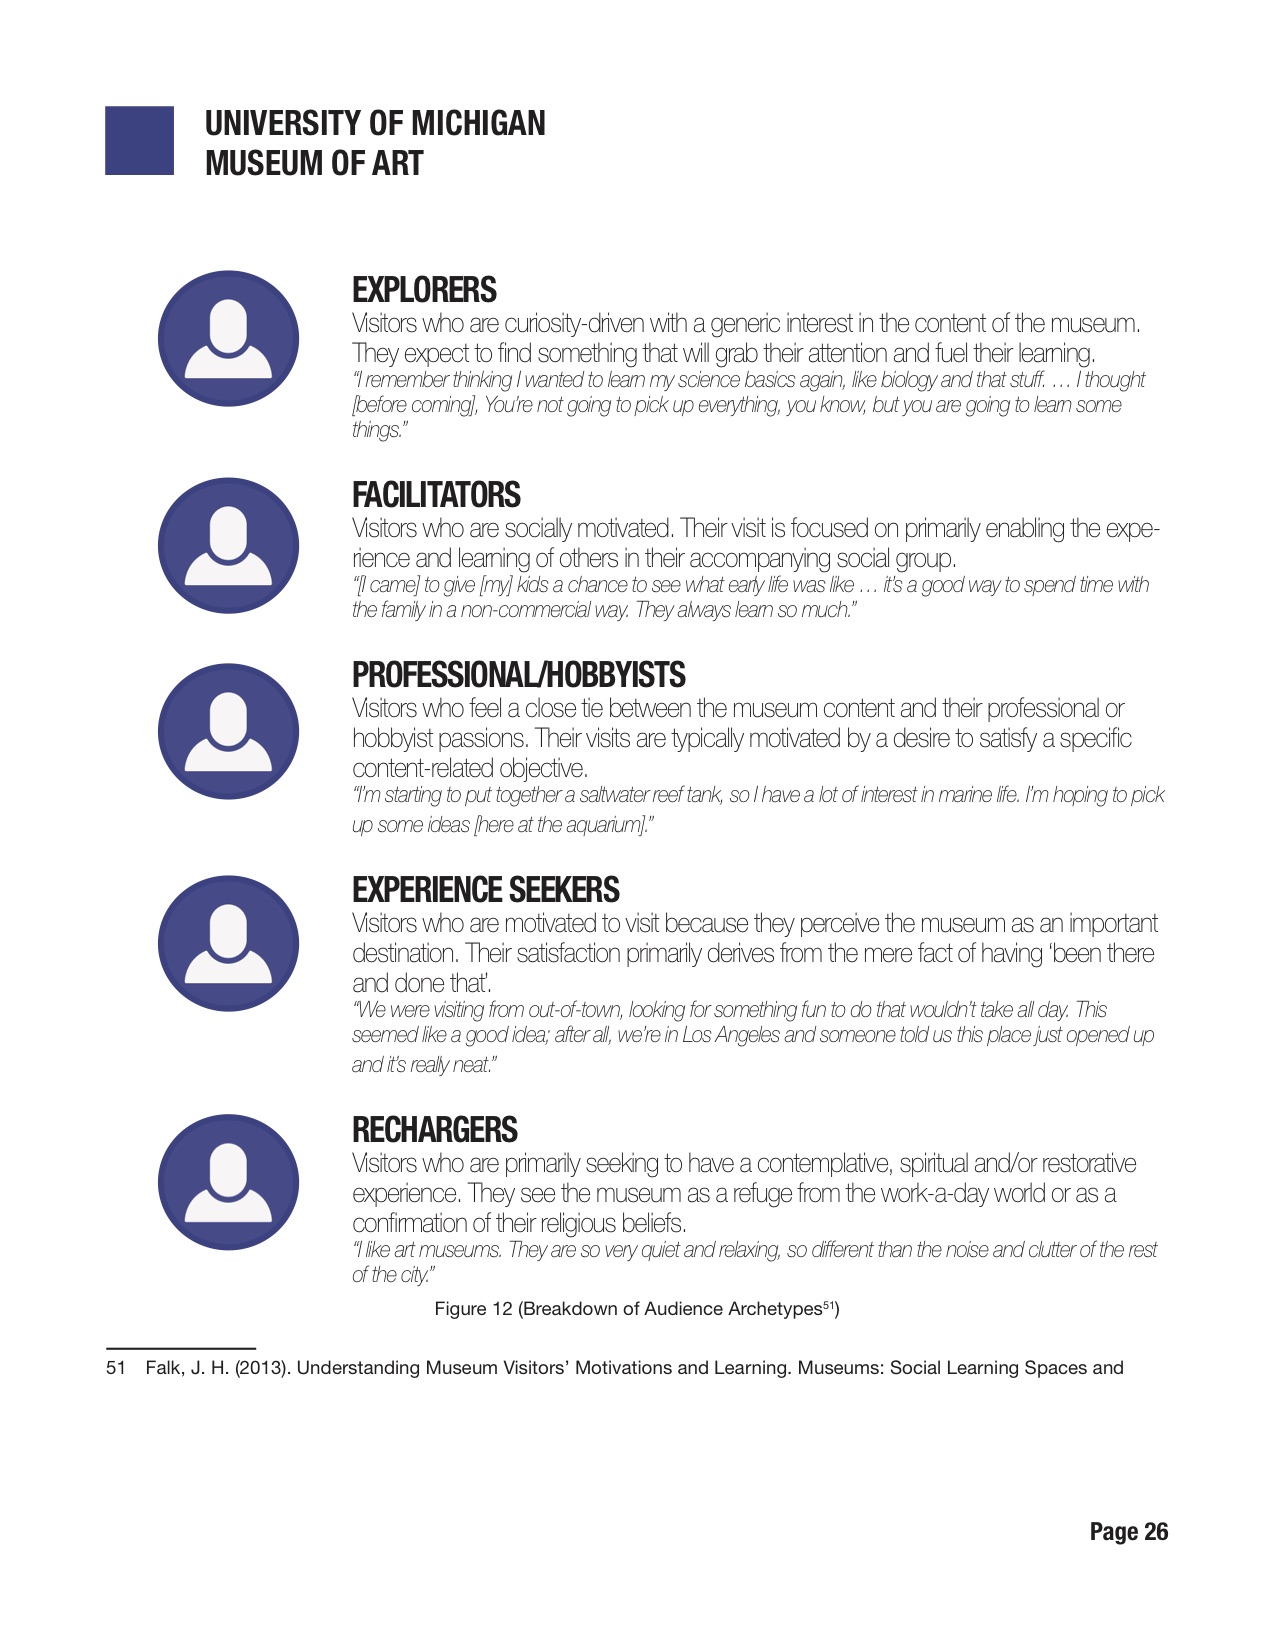 UNIVERSITY OF MICHIGAN
MUSEUM OF ART
EXPLORERS
Visitors who are curiosity-driven with a generic interest in the content of the museum.
They expect to find something that will grab their attention and fuel their learning.
“I remember thinking I wanted to learn my science basics again, like biology and that stuff. … I thought
[before coming], You’re not going to pick up everything, you know, but you are going to learn some
things.”
FACILITATORS
Visitors who are socially motivated. Their visit is focused on primarily enabling the expe-
rience and learning of others in their accompanying social group.
“[I came] to give [my] kids a chance to see what early life was like … it’s a good way to spend time with
the family in a non-commercial way. They always learn so much.”
PROFESSIONAL/HOBBYISTS
Visitors who feel a close tie between the museum content and their professional or
hobbyist passions. Their visits are typically motivated by a desire to satisfy a specific
content-related objective.
“I’m starting to put together a saltwater reef tank, so I have a lot of interest in marine life. I’m hoping to pick
up some ideas [here at the aquarium].”
EXPERIENCE SEEKERS
Visitors who are motivated to visit because they perceive the museum as an important
destination. Their satisfaction primarily derives from the mere fact of having ‘been there
and done that’.
“We were visiting from out-of-town, looking for something fun to do that wouldn’t take all day. This
seemed like a good idea; after all, we’re in Los Angeles and someone told us this place just opened up
and it’s really neat.”
RECHARGERS
Visitors who are primarily seeking to have a contemplative, spiritual and/or restorative
experience. They see the museum as a refuge from the work-a-day world or as a
confirmation of their religious beliefs.
“I like art museums. They are so very quiet and relaxing, so different than the noise and clutter of the rest
of the city.”
Figure 12 (Breakdown of Audience Archetypes51)
51 Falk, J. H. (2013). Understanding Museum Visitors’ Motivations and Learning. Museums: Social Learning Spaces and
Page 26